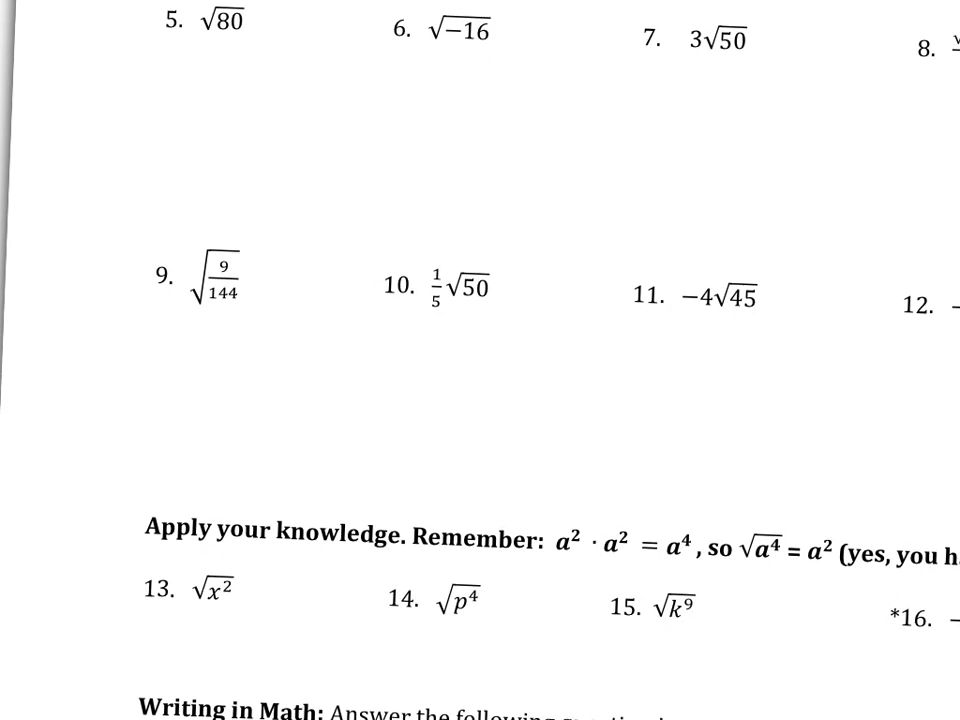 5. √80 6. √−16 7. 3√50 8.
9. √(9/144) 10. 1/5 √50 11. −4√45 12. −
Apply your knowledge. Remember: a² · a² = a⁴, so √a⁴ = a² (yes, you
13. √x² 14. √p⁴ 15. √k⁹ *16. −
Writing in Math: Answer the following